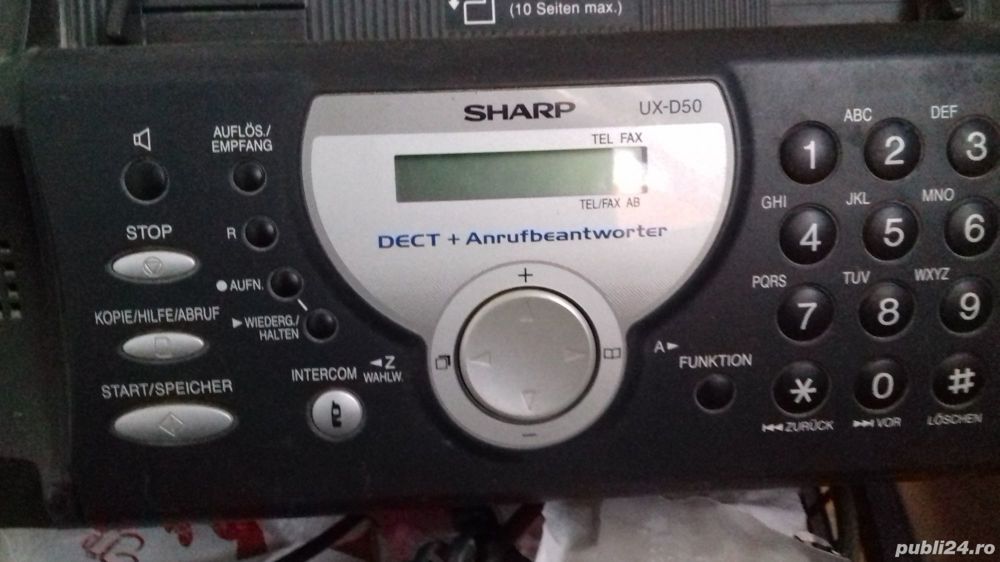 (10 Seiten max.)
SHARP UX-D50
TEL FAX
TEL/FAX AB
DECT + Anrufbeantworter
AUFLÖS./
EMPFANG
STOP
R
AUFN.
KOPIE/HILFE/ABRUF
WIEDERG./
HALTEN
START/SPEICHER
INTERCOM
Z
WAHLW.
+
−
A
FUNKTION
1
ABC
2
DEF
3
GHI
4
JKL
5
MNO
6
PQRS
7
TUV
8
WXYZ
9
*
0
#
ZURÜCK
VOR
LÖSCHEN
publi24.ro